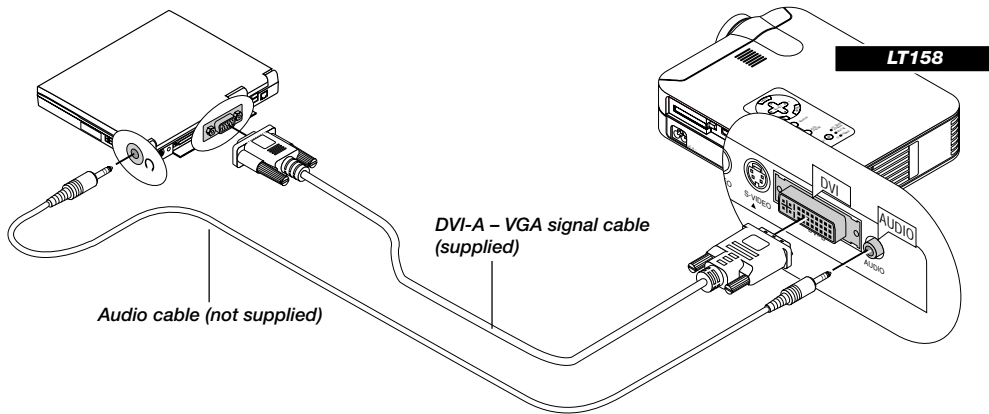 LT158
DVI
S-VIDEO
AUDIO
AUDIO
DVI-A – VGA signal cable
(supplied)
Audio cable (not supplied)